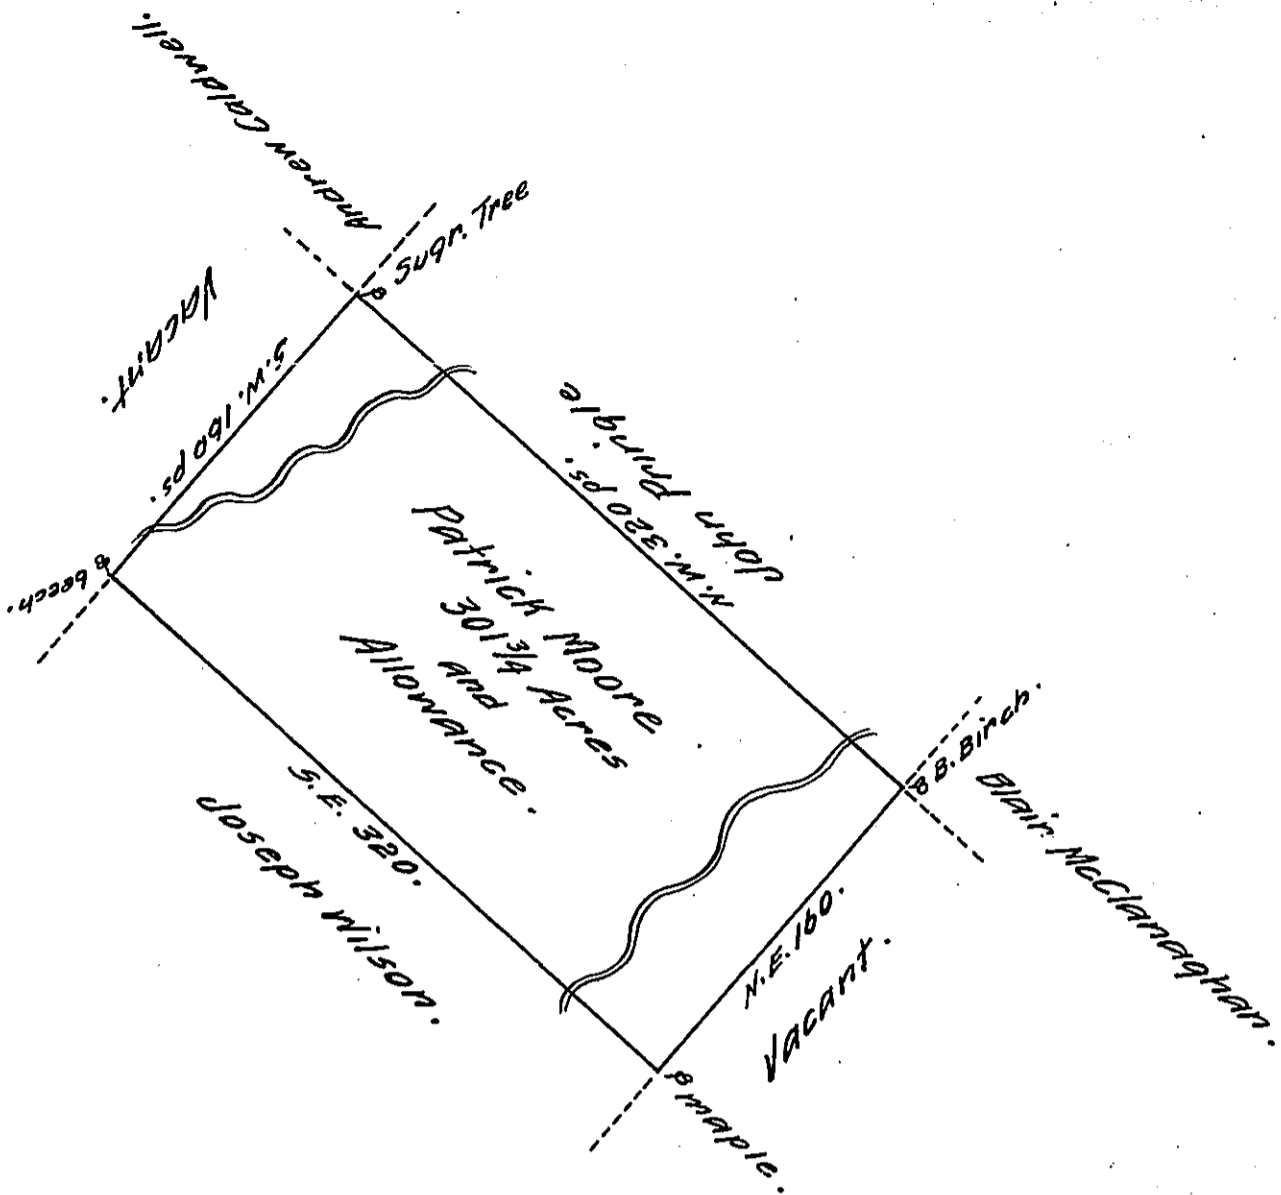 Andrew Caldwell.
Sugr. Tree
Vacant.
S.W. 160 ps.
John Pringle
N.W. 320 ps.
beech.
Patrick Moore
301 3/4 Acres
and
Allowance.
S.E. 320.
Joseph Wilson.
B. Birch.
Blair McClanaghan.
N.E. 160.
Vacant.
maple.